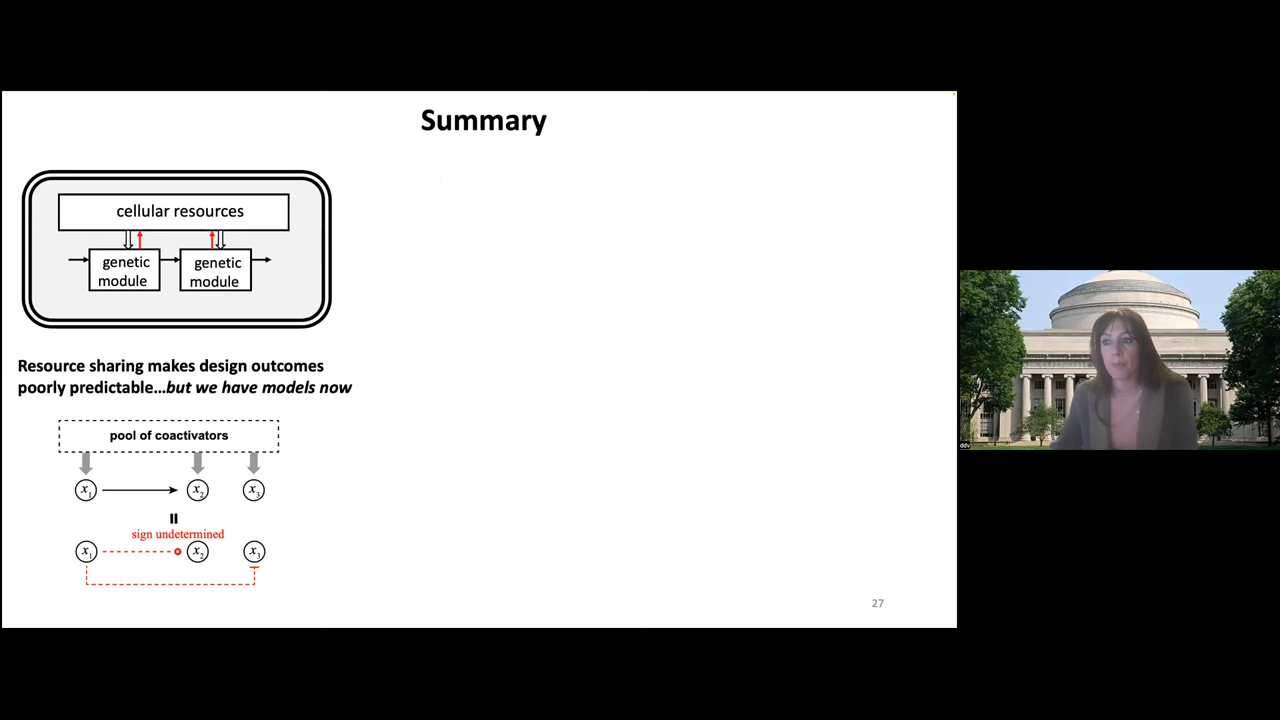 Summary
cellular resources
genetic module
genetic module
Resource sharing makes design outcomes
poorly predictable...but we have models now
pool of coactivators
x1 x2 x3
=
sign undetermined
x1 x2 x3
27
ddv